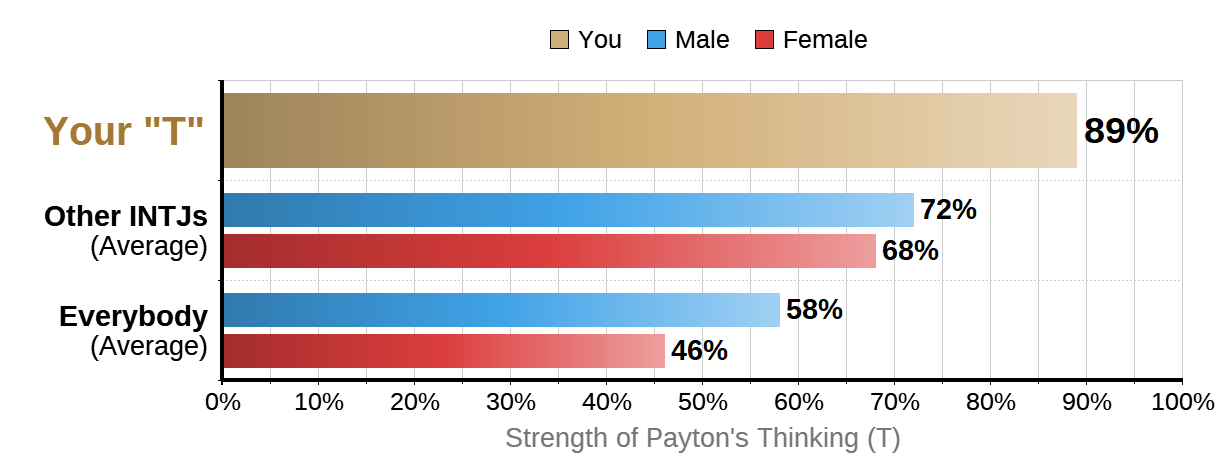 You Male Female
Your "T"
89%
Other INTJs
(Average)
72%
68%
Everybody
(Average)
58%
46%
0% 10% 20% 30% 40% 50% 60% 70% 80% 90% 100%
Strength of Payton's Thinking (T)